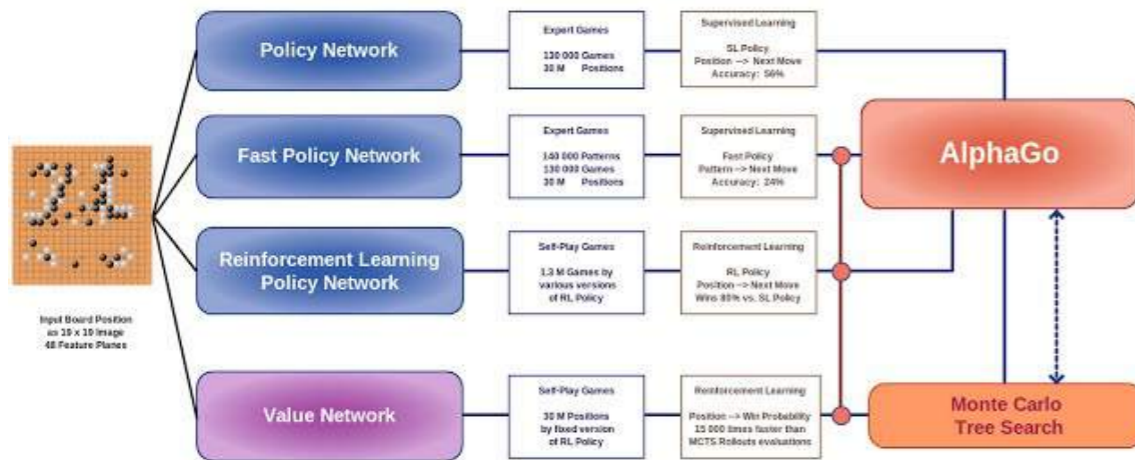 Policy Network
Expert Games
130 000 Games
30 M Positions
Supervised Learning
SL Policy
Position --> Next Move
Accuracy: 56%
Fast Policy Network
Expert Games
140 000 Patterns
130 000 Games
30 M Positions
Supervised Learning
Fast Policy
Pattern --> Next Move
Accuracy: 24%
AlphaGo
Reinforcement Learning
Policy Network
Self-Play Games
1,3 M Games by
various versions
of RL Policy
Reinforcement Learning
RL Policy
Position --> Next Move
Wins 80% vs. SL Policy
Input Board Position
as 19 x 19 Image
48 Feature Planes
Value Network
Self-Play Games
30 M Positions
by fixed version
of RL Policy
Reinforcement Learning
Position --> Win Probability
15 000 times faster than
MCTS Rollouts evaluations
Monte Carlo
Tree Search